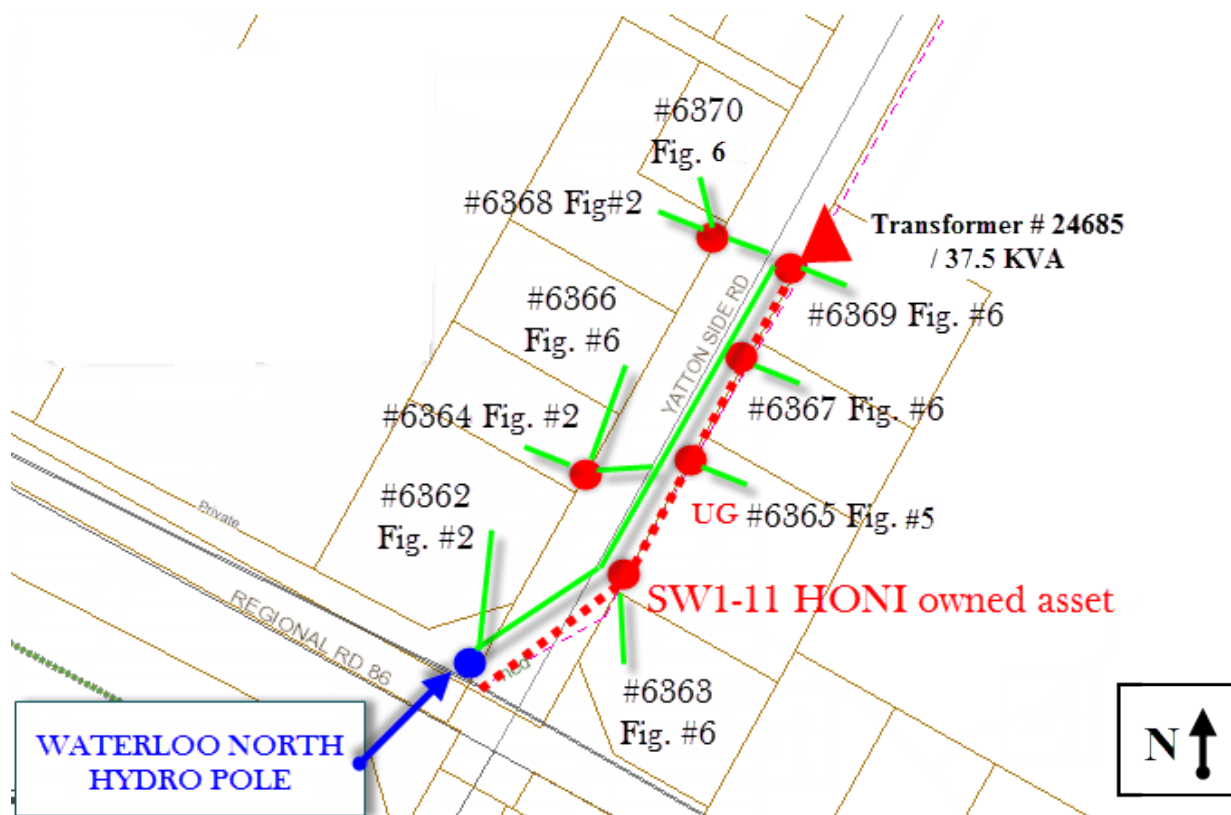 #6370
Fig. 6
#6368 Fig#2
Transformer # 24685
/ 37.5 KVA
#6366
Fig. #6
#6369 Fig. #6
YATTON SIDE RD
#6367 Fig. #6
#6364 Fig. #2
#6362
Fig. #2
Private
UG #6365 Fig. #5
SW1-11 HONI owned asset
REGIONAL RD 86
#6363
Fig. #6
WATERLOO NORTH
HYDRO POLE
N